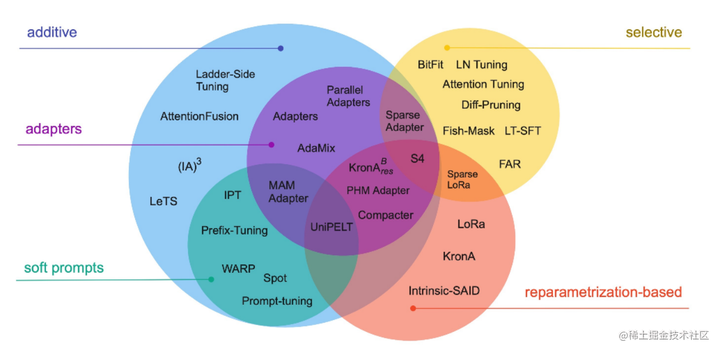 additive
selective
adapters
soft prompts
reparametrization-based
Ladder-Side
Tuning
AttentionFusion
(IA)³
LeTS
Parallel
Adapters
Adapters
AdaMix
Sparse
Adapter
S4
KronA^B_res
PHM Adapter
Compacter
MAM
Adapter
UniPELT
IPT
Prefix-Tuning
WARP
Spot
Prompt-tuning
BitFit
LN Tuning
Attention Tuning
Diff-Pruning
Fish-Mask
LT-SFT
FAR
Sparse
LoRa
LoRa
KronA
Intrinsic-SAID
@稀土掘金技术社区